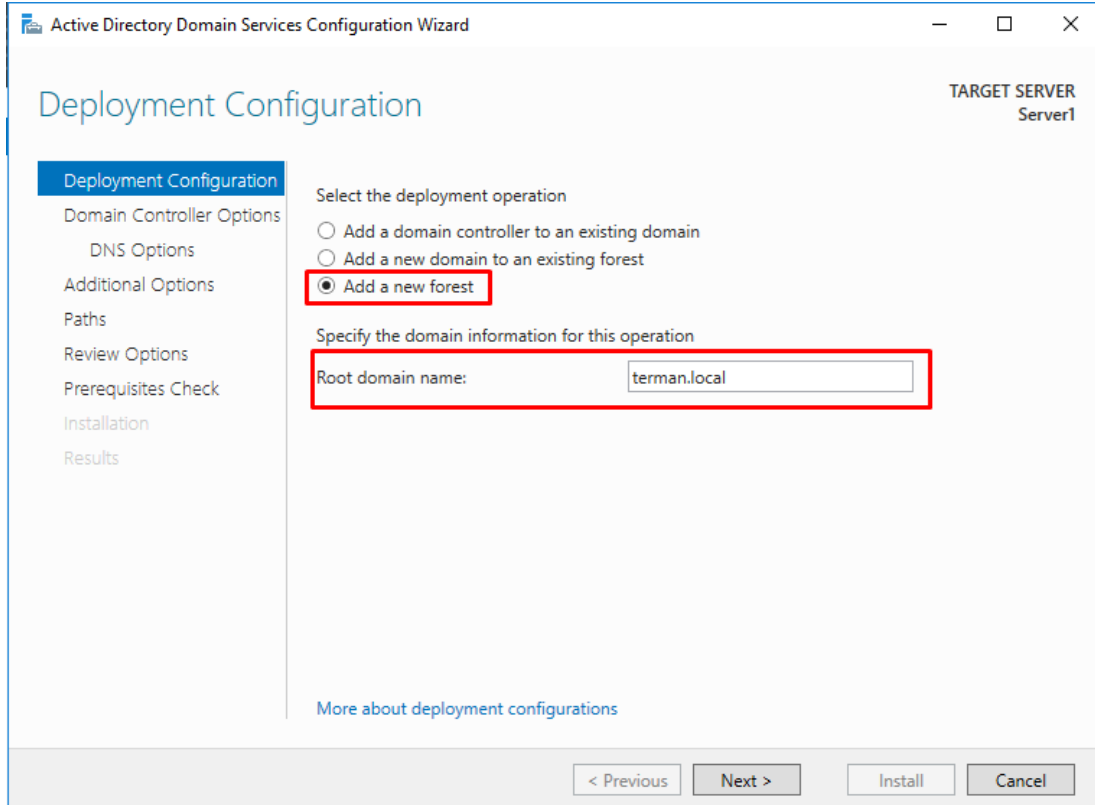 Active Directory Domain Services Configuration Wizard
Deployment Configuration
TARGET SERVER
Server1
Deployment Configuration
Domain Controller Options
DNS Options
Additional Options
Paths
Review Options
Prerequisites Check
Installation
Results
Select the deployment operation
Add a domain controller to an existing domain
Add a new domain to an existing forest
Add a new forest
Specify the domain information for this operation
Root domain name: terman.local
More about deployment configurations
< Previous Next > Install Cancel